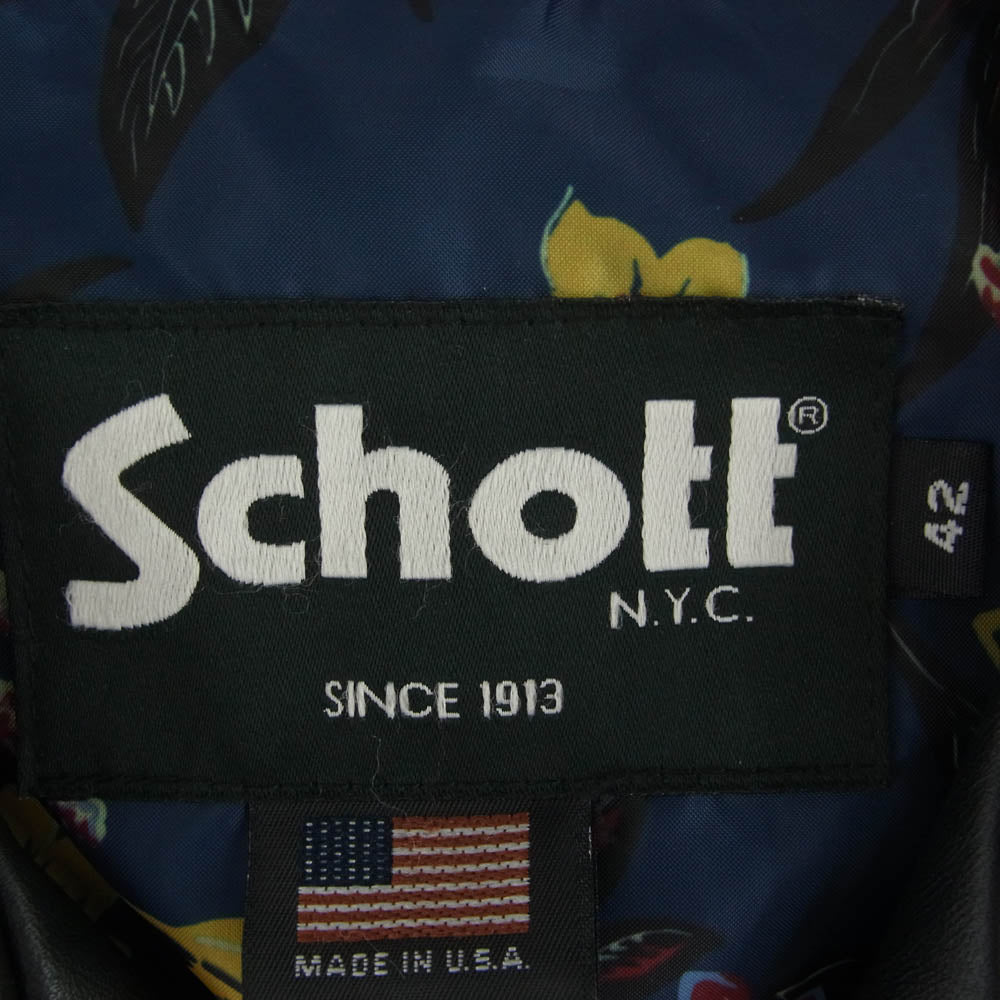 Schott®
N.Y.C.
SINCE 1913
42
MADE IN U.S.A.